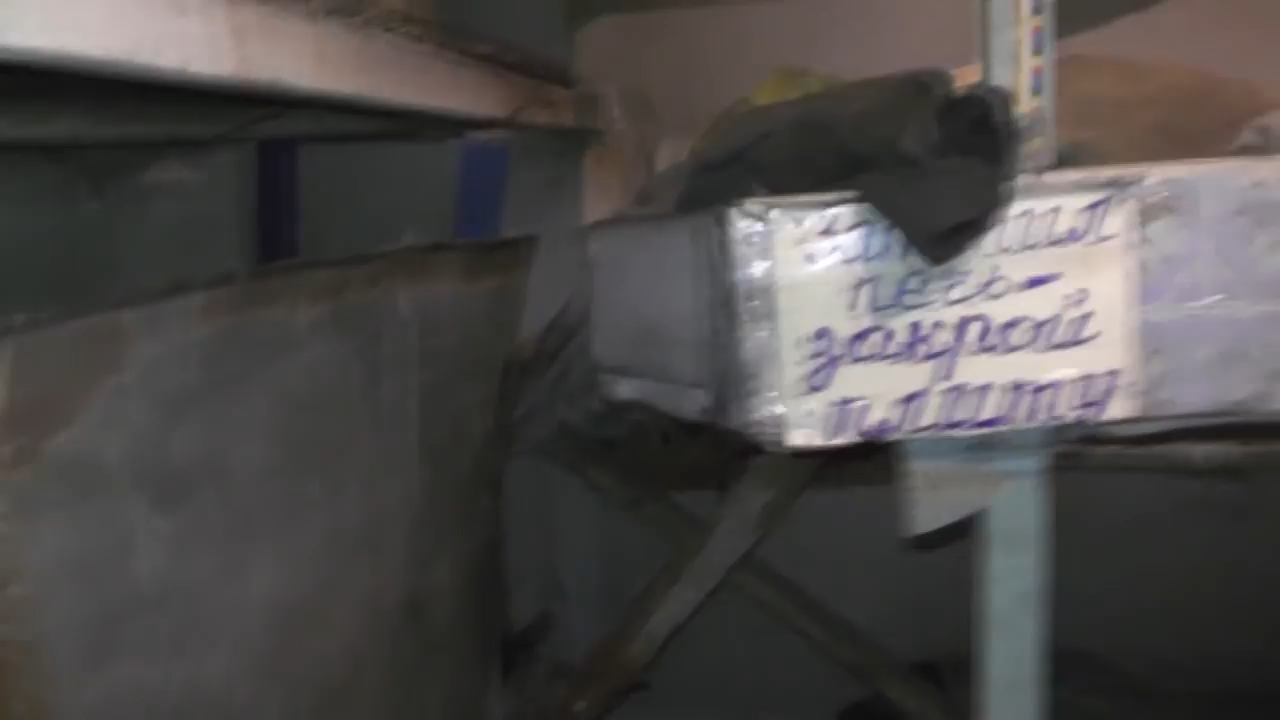 печь-
закрой
плиту